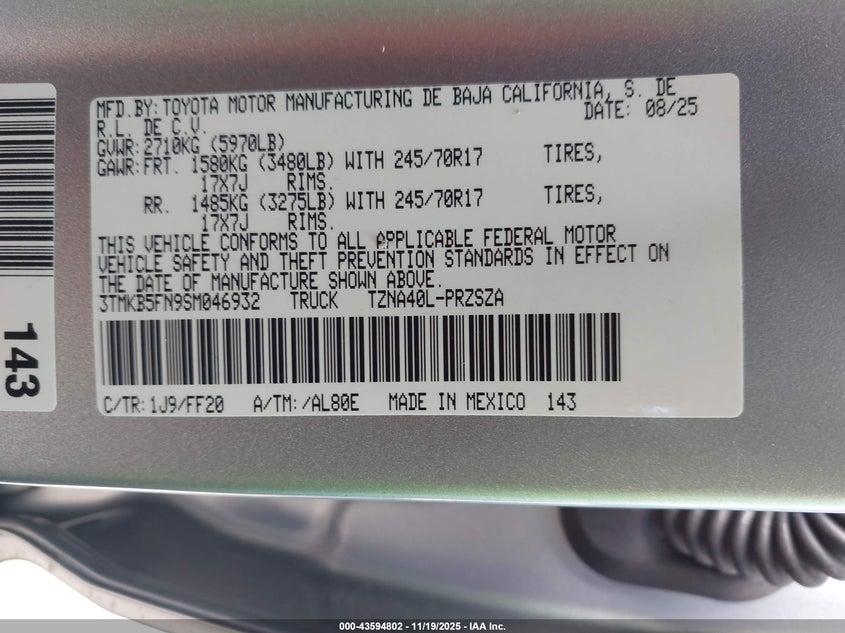 MFD.BY: TOYOTA MOTOR MANUFACTURING DE BAJA CALIFORNIA, S. DE
R.L. DE C.V. DATE: 08/25
GVWR: 2710KG (5970LB)
GAWR: FRT. 1580KG (3480LB) WITH 245/70R17 TIRES,
17X7J RIMS.
RR. 1485KG (3275LB) WITH 245/70R17 TIRES,
17X7J RIMS.
THIS VEHICLE CONFORMS TO ALL APPLICABLE FEDERAL MOTOR
VEHICLE SAFETY AND THEFT PREVENTION STANDARDS IN EFFECT ON
THE DATE OF MANUFACTURE SHOWN ABOVE.
3TMKB5FN9SM046932 TRUCK TZNA40L-PRZSZA
C/TR: 1J9/FF20 A/TM: /AL80E MADE IN MEXICO 143
143
000-43594802 - 11/19/2025 - IAA Inc.